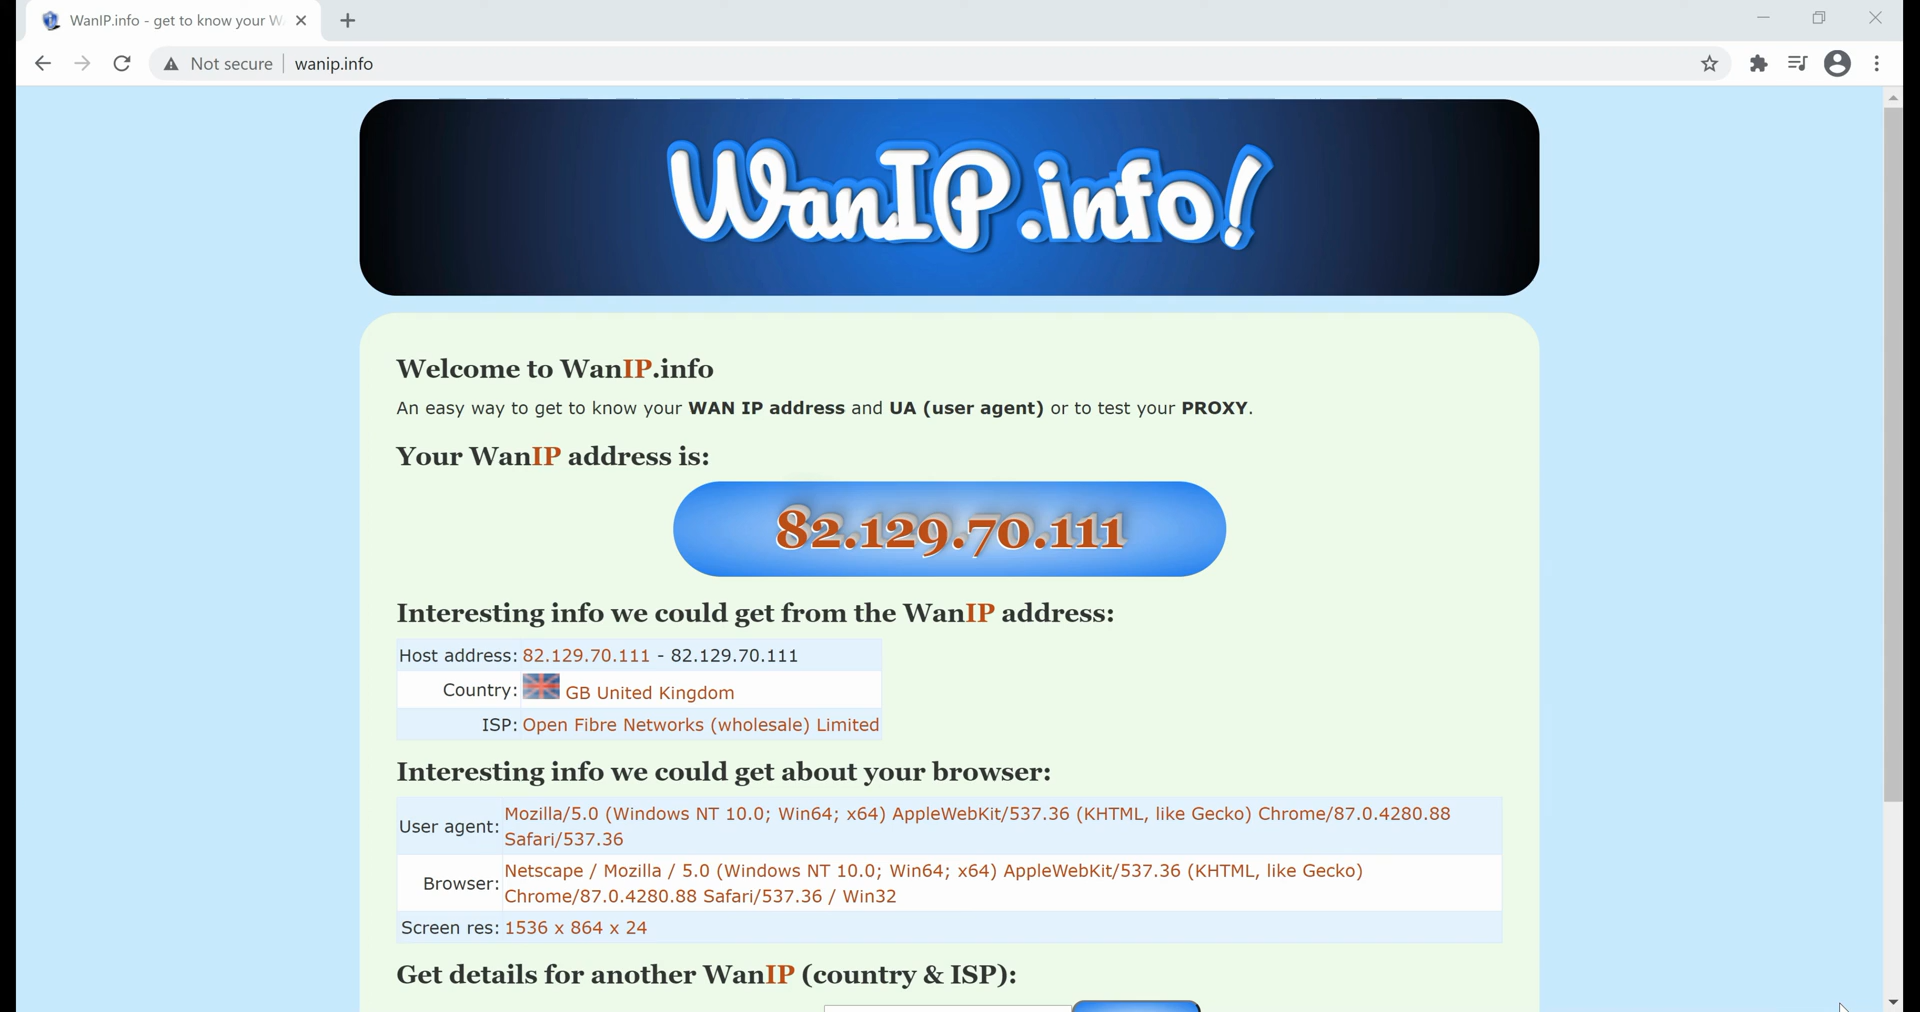 WanIP.info - get to know your W
Not secure
wanip.info
WanIP.info!
Welcome to WanIP.info
An easy way to get to know your WAN IP address and UA (user agent) or to test your PROXY.
Your WanIP address is:
82.129.70.111
Interesting info we could get from the WanIP address:
Host address: 82.129.70.111 - 82.129.70.111
Country: GB United Kingdom
ISP: Open Fibre Networks (wholesale) Limited
Interesting info we could get about your browser:
User agent: Mozilla/5.0 (Windows NT 10.0; Win64; x64) AppleWebKit/537.36 (KHTML, like Gecko) Chrome/87.0.4280.88
Safari/537.36
Browser: Netscape / Mozilla / 5.0 (Windows NT 10.0; Win64; x64) AppleWebKit/537.36 (KHTML, like Gecko)
Chrome/87.0.4280.88 Safari/537.36 / Win32
Screen res: 1536 x 864 x 24
Get details for another WanIP (country & ISP):